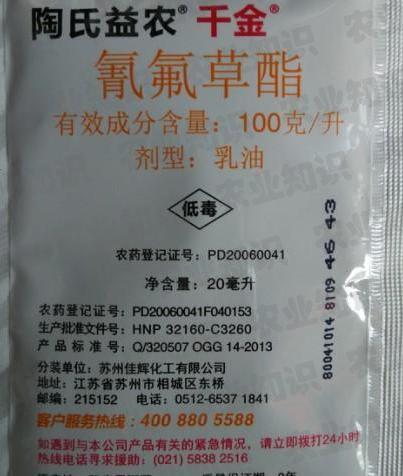 陶氏益农® 千金®
氰氟草酯
有效成分含量：100克/升
剂型：乳油
低毒
农药登记证号：PD20060041
净含量：20毫升
农药登记证号：PD20060041F040153
生产批准文件号：HNP 32160-C3260
产品标准号：Q/320507 OGG 14-2013
分装单位：苏州佳辉化工有限公司
地址：江苏省苏州市相城区东桥
邮编：215152 电话：0512-6537 1841
客户服务热线：400 880 5588
如遇到与本公司产品有关的紧急情况，请立即拨打24小时
热线电话寻求援助：(021) 5838 2516
80041014 8109 46 43
农业知识